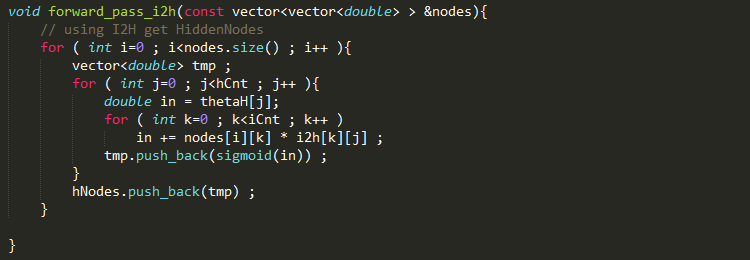 void forward_pass_i2h(const vector<vector<double> > &nodes){
    // using I2H get HiddenNodes
    for ( int i=0 ; i<nodes.size() ; i++ ){
        vector<double> tmp ;
        for ( int j=0 ; j<hCnt ; j++ ){
            double in = thetaH[j];
            for ( int k=0 ; k<iCnt ; k++ )
                in += nodes[i][k] * i2h[k][j] ;
            tmp.push_back(sigmoid(in)) ;
        }
        hNodes.push_back(tmp) ;
    }

}